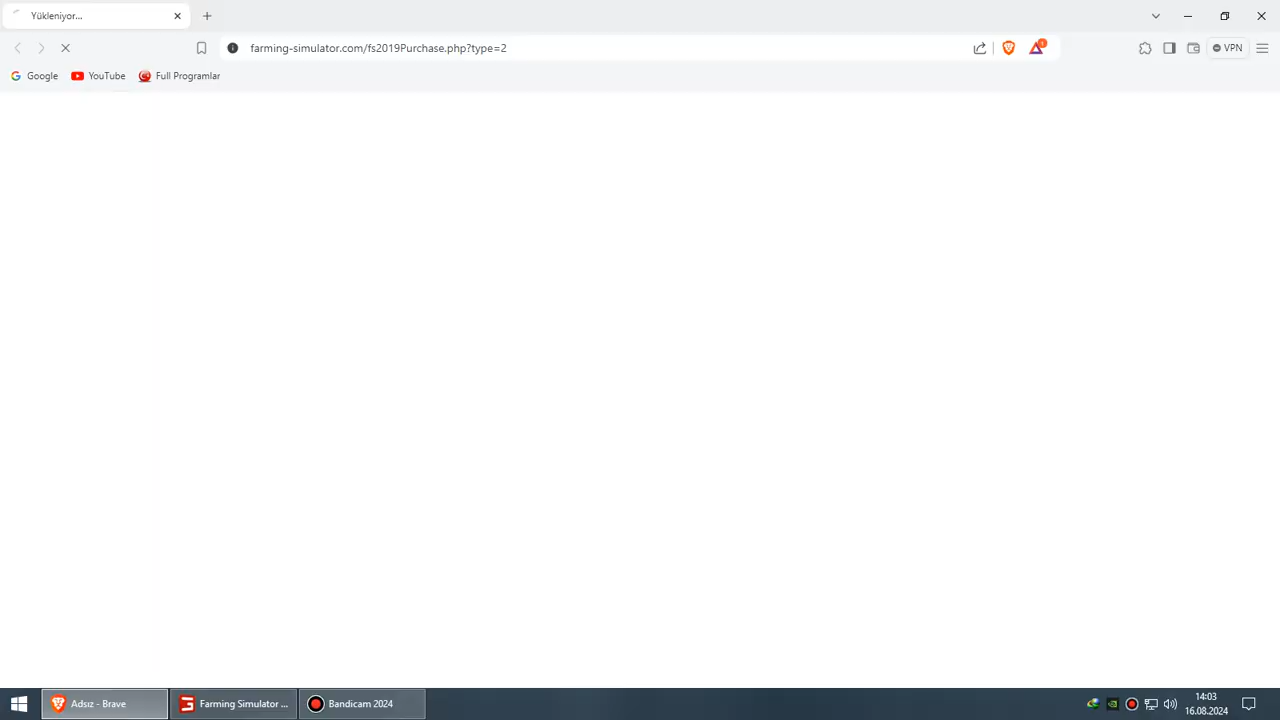 Yükleniyor...
farming-simulator.com/fs2019Purchase.php?type=2
1
VPN
Google
YouTube
Full Programlar
Adsız - Brave
Farming Simulator ...
Bandicam 2024
14:03
16.08.2024